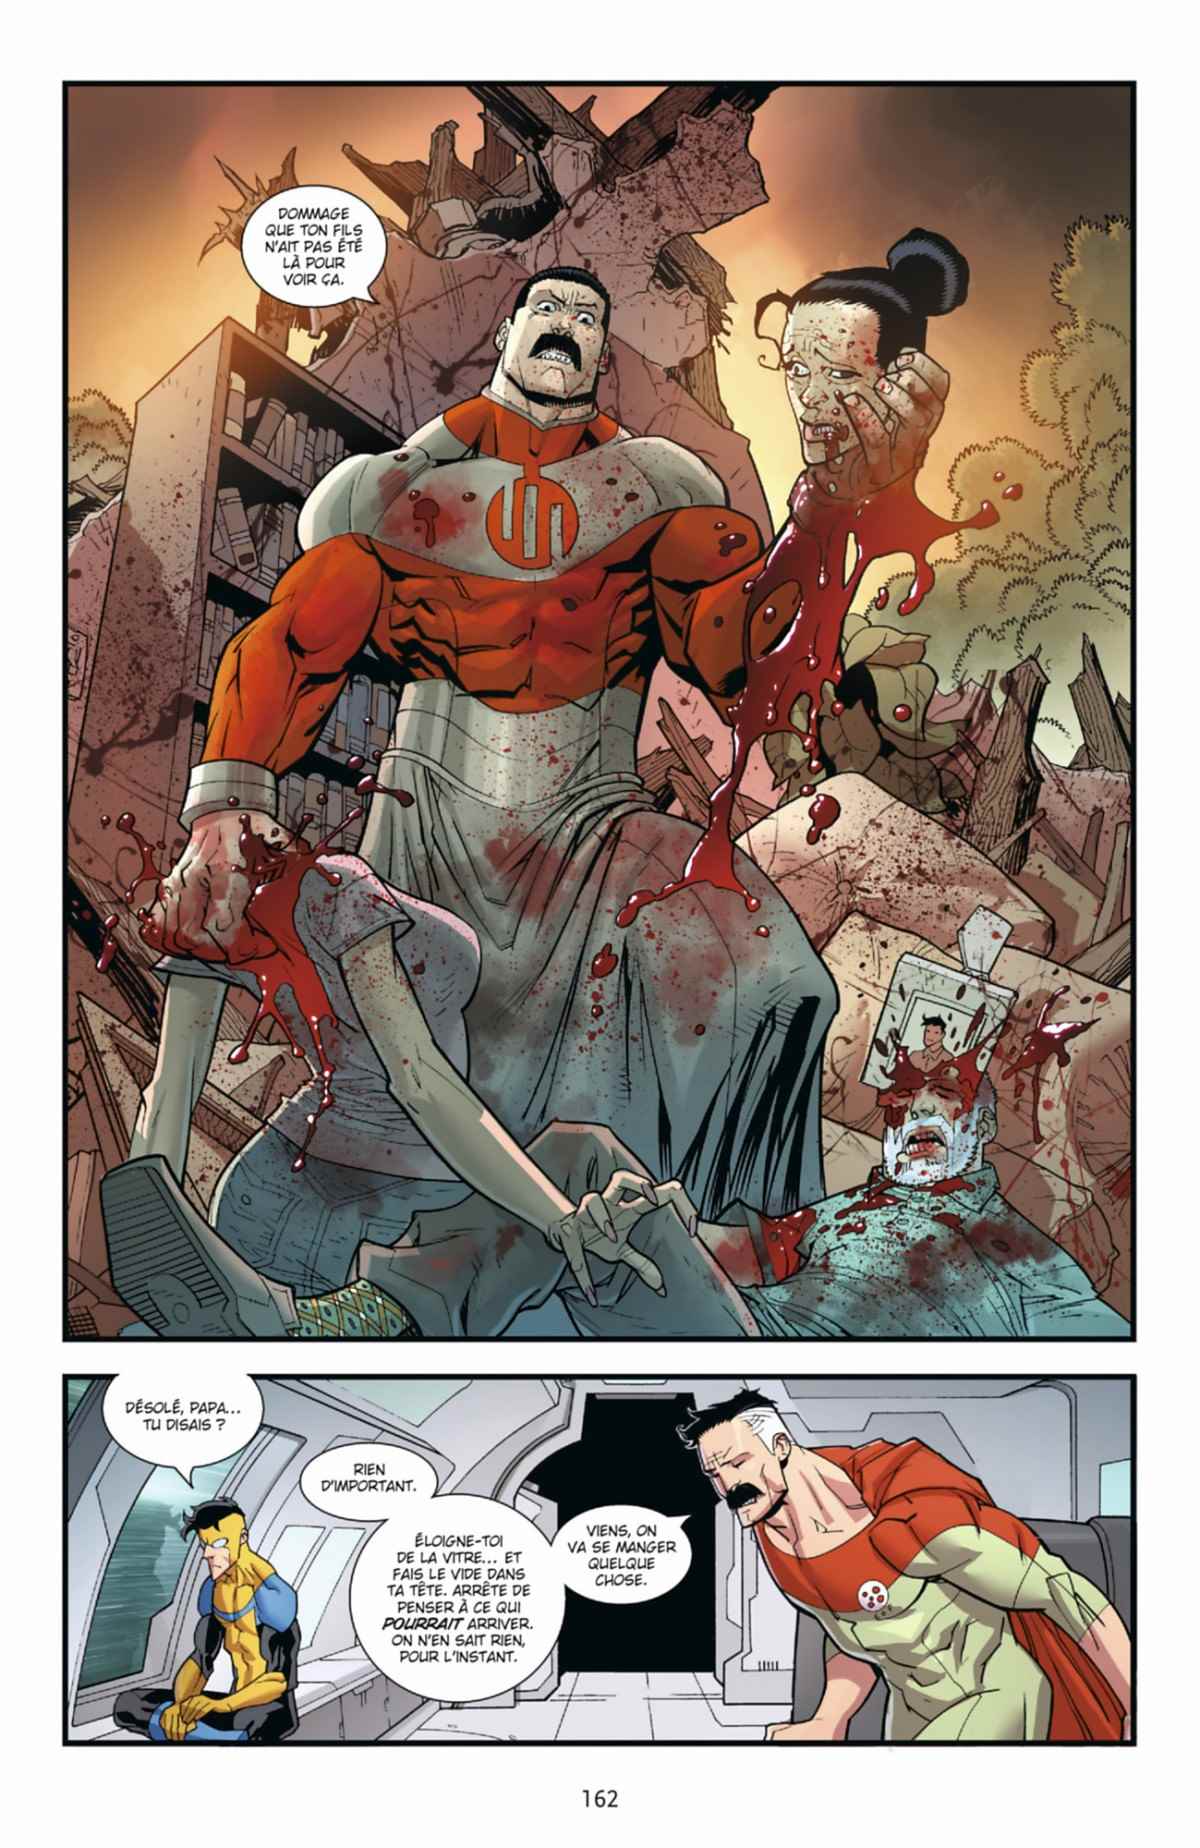 DOMMAGE
QUE TON FILS
N'AIT PAS ÉTÉ
LÀ POUR
VOIR ÇA.
DÉSOLÉ, PAPA...
TU DISAIS ?
RIEN
D'IMPORTANT.
ÉLOIGNE-TOI
DE LA VITRE... ET
FAIS LE VIDE DANS
TA TÊTE. ARRÊTE DE
PENSER À CE QUI
POURRAIT ARRIVER.
ON N'EN SAIT RIEN,
POUR L'INSTANT.
VIENS, ON
VA SE MANGER
QUELQUE
CHOSE.
162